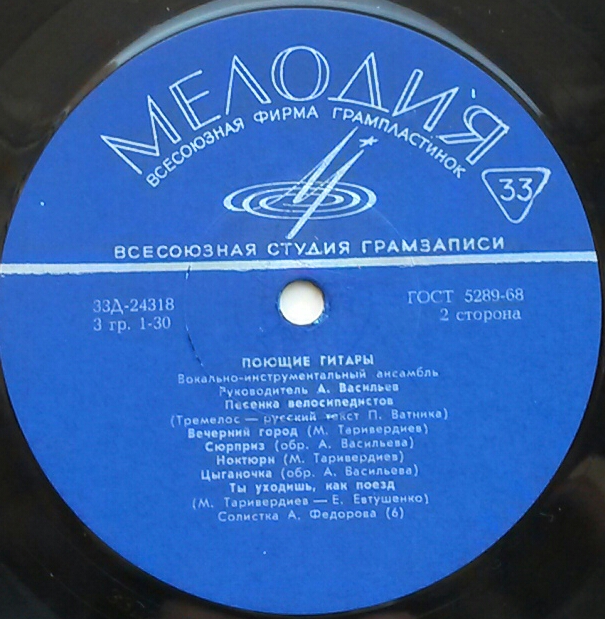 МЕЛОДИЯ
ВСЕСОЮЗНАЯ ФИРМА ГРАМПЛАСТИНОК
33
ВСЕСОЮЗНАЯ СТУДИЯ ГРАМЗАПИСИ
33Д-24318
ГОСТ 5289-68
3 гр. 1-30
2 сторона
ПОЮЩИЕ ГИТАРЫ
Вокально-инструментальный ансамбль
Руководитель А. Васильев
Песенка велосипедистов
(Тремелос — русский текст П. Ватника)
Вечерний город (М. Таривердиев)
Сюрприз (обр. А. Васильева)
Ноктюрн (М. Таривердиев)
Цыганочка (обр. А. Васильева)
Ты уходишь, как поезд
(М. Таривердиев — Е. Евтушенко)
Солистка А. Федорова (6)